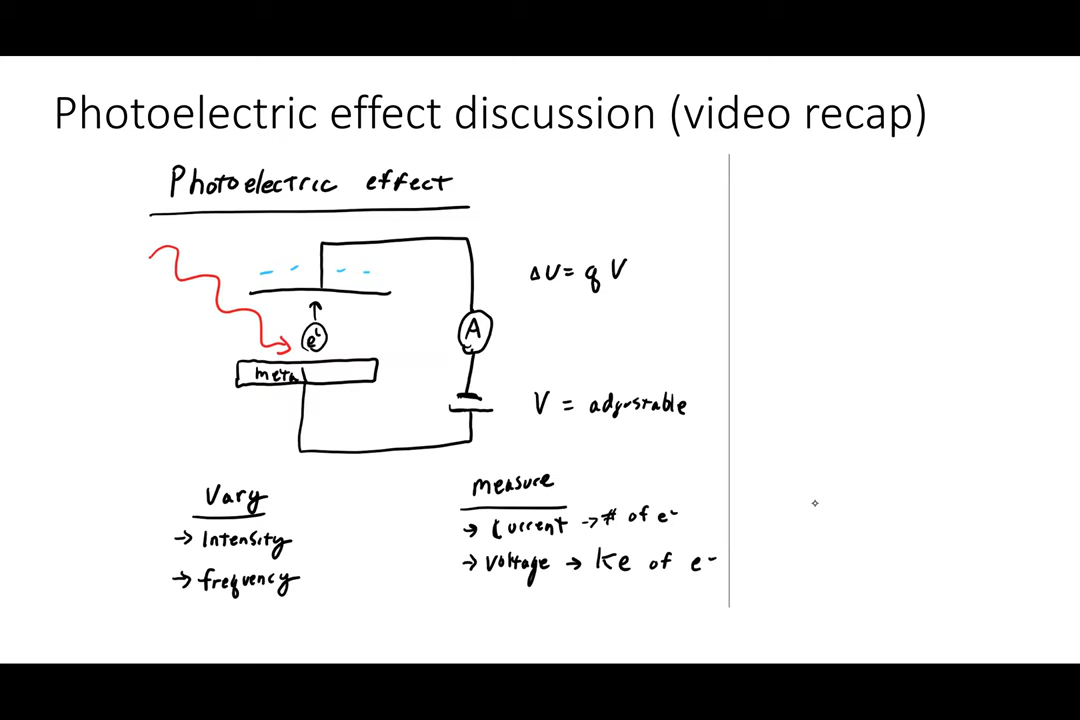 Photoelectric effect discussion (video recap)
Photoelectric effect
ΔU = q V
e-
A
metal
V = adjustable
Vary
→ Intensity
→ frequency
measure
→ Current → # of e-
→ Voltage → ke of e-